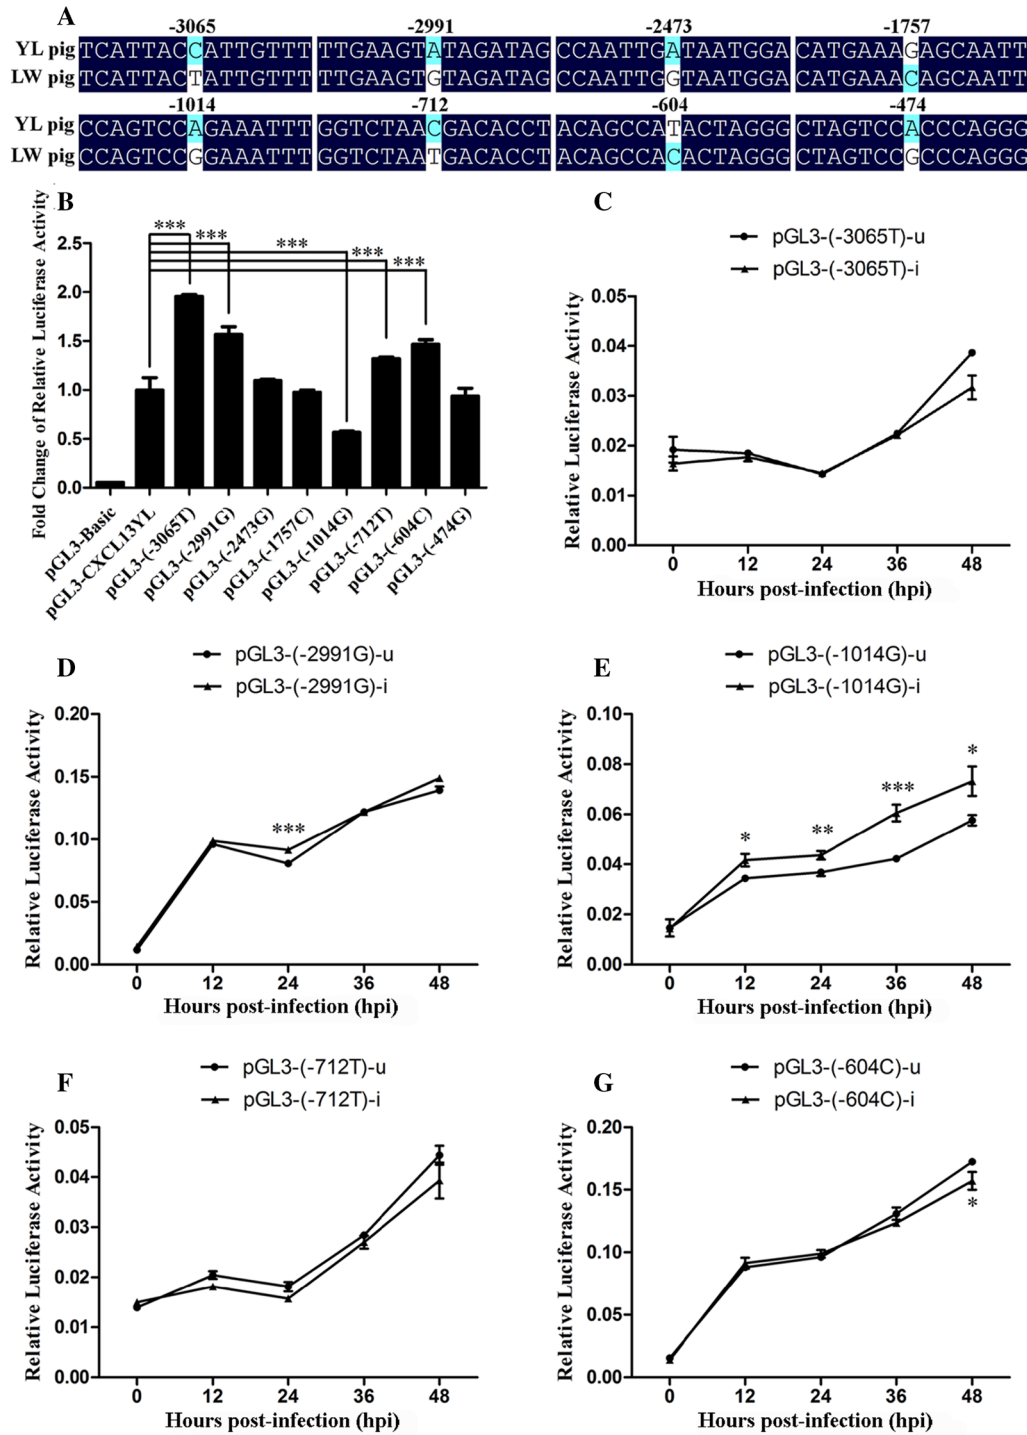 A
-3065 -2991 -2473 -1757
YL pig TCATTACCATTGTTT TTGAAGTATAGATAG CCAATTGATAATGGA CATGAAAGAGCAATT
LW pig TCATTACTATTGTTT TTGAAGTGTAGATAG CCAATTGGTAATGGA CATGAAACAGCAATT
-1014 -712 -604 -474
YL pig CCAGTCCAGAAATTT GGTCTAACGACACCT ACAGCCATACTAGGG CTAGTCCACCCAGGG
LW pig CCAGTCCGGAAATTT GGTCTAATGACACCT ACAGCCACACTAGGG CTAGTCCGCCCAGGG
B
Fold Change of Relative Luciferase Activity
2.5
2.0
1.5
1.0
0.5
0.0
***
***
***
***
***
pGL3-Basic
pGL3-CXCL13YL
pGL3-(-3065T)
pGL3-(-2991G)
pGL3-(-2473G)
pGL3-(-1757C)
pGL3-(-1014G)
pGL3-(-712T)
pGL3-(-604C)
pGL3-(-474G)
C
pGL3-(-3065T)-u
pGL3-(-3065T)-i
Relative Luciferase Activity
0.05
0.04
0.03
0.02
0.01
0.00
0 12 24 36 48
Hours post-infection (hpi)
D
pGL3-(-2991G)-u
pGL3-(-2991G)-i
Relative Luciferase Activity
0.20
0.15
0.10
0.05
0.00
***
0 12 24 36 48
Hours post-infection (hpi)
E
pGL3-(-1014G)-u
pGL3-(-1014G)-i
Relative Luciferase Activity
0.10
0.08
0.06
0.04
0.02
0.00
* ** *** *
0 12 24 36 48
Hours post-infection (hpi)
F
pGL3-(-712T)-u
pGL3-(-712T)-i
Relative Luciferase Activity
0.05
0.04
0.03
0.02
0.01
0.00
0 12 24 36 48
Hours post-infection (hpi)
G
pGL3-(-604C)-u
pGL3-(-604C)-i
Relative Luciferase Activity
0.20
0.15
0.10
0.05
0.00
*
0 12 24 36 48
Hours post-infection (hpi)